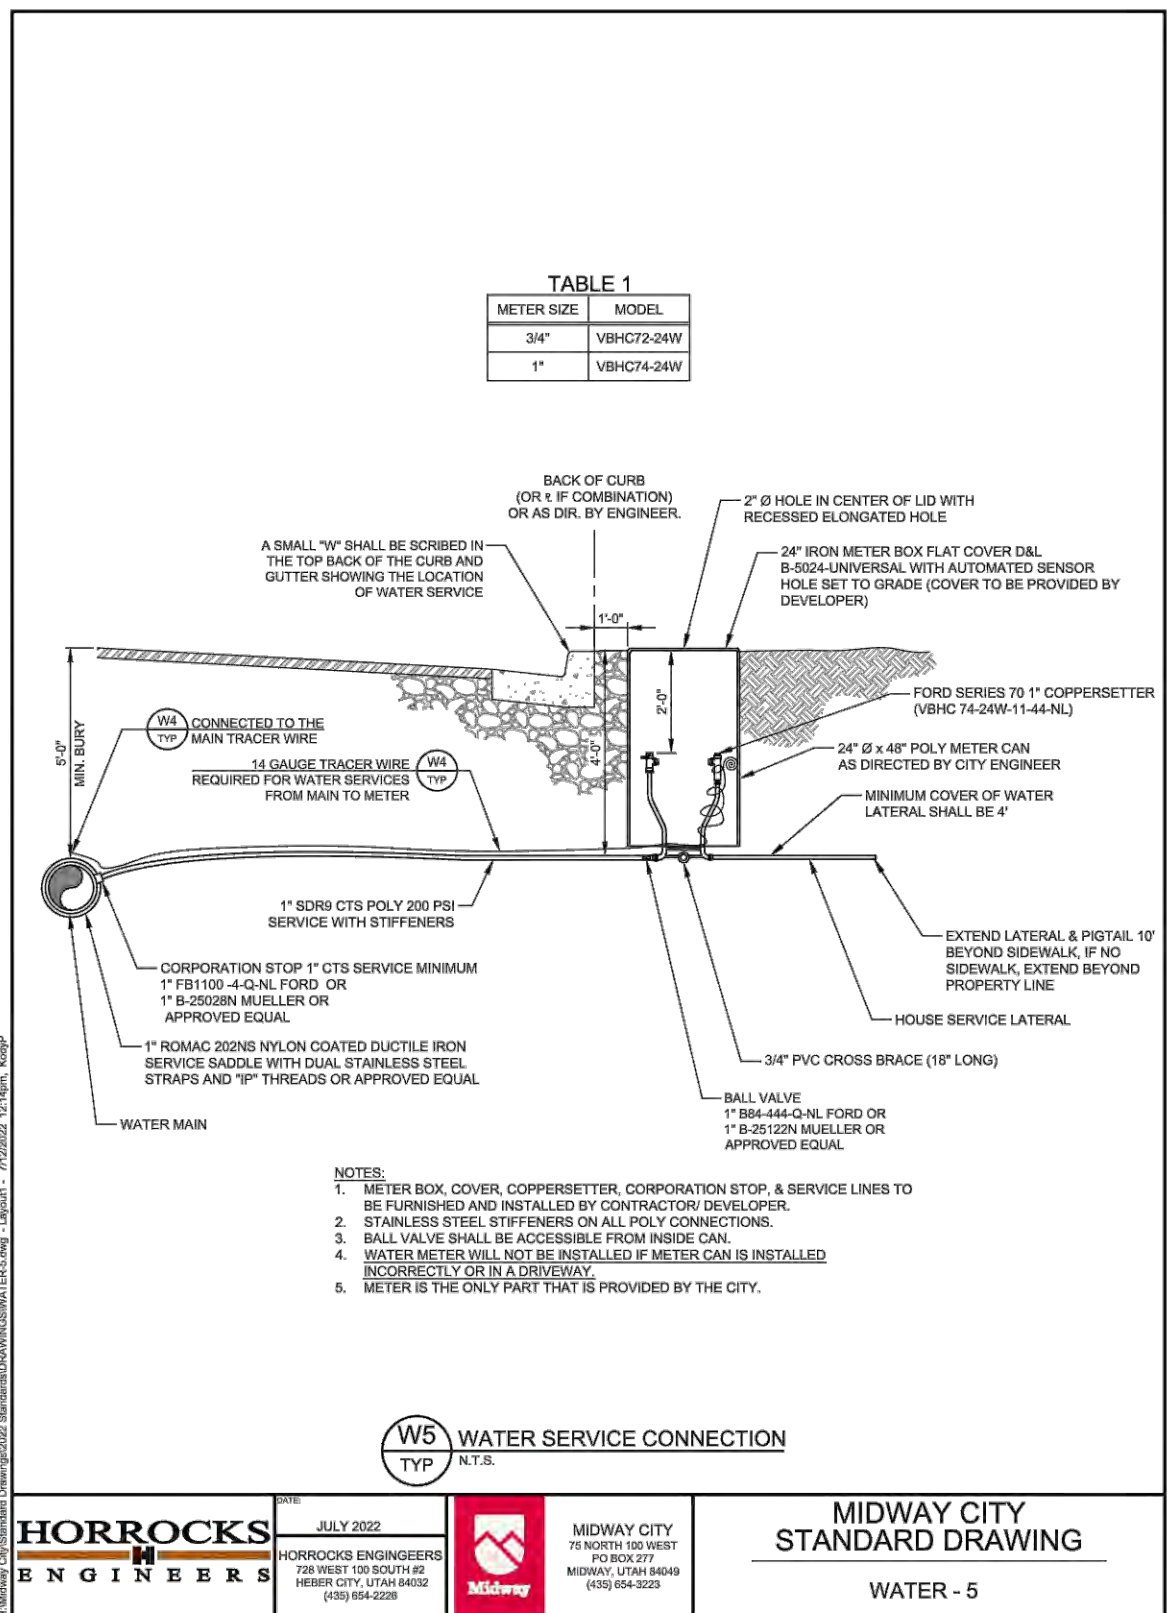 TABLE 1
METER SIZE MODEL
3/4" VBHC72-24W
1" VBHC74-24W
BACK OF CURB
(OR ℄ IF COMBINATION)
OR AS DIR. BY ENGINEER.
2" Ø HOLE IN CENTER OF LID WITH
RECESSED ELONGATED HOLE
A SMALL "W" SHALL BE SCRIBED IN
THE TOP BACK OF THE CURB AND
GUTTER SHOWING THE LOCATION
OF WATER SERVICE
24" IRON METER BOX FLAT COVER D&L
B-5024-UNIVERSAL WITH AUTOMATED SENSOR
HOLE SET TO GRADE (COVER TO BE PROVIDED BY
DEVELOPER)
1'-0"
5'-0"
MIN. BURY
2'-0"
4'-0"
FORD SERIES 70 1" COPPERSETTER
(VBHC 74-24W-11-44-NL)
W4
TYP
CONNECTED TO THE
MAIN TRACER WIRE
14 GAUGE TRACER WIRE
REQUIRED FOR WATER SERVICES
FROM MAIN TO METER
W4
TYP
24" Ø x 48" POLY METER CAN
AS DIRECTED BY CITY ENGINEER
MINIMUM COVER OF WATER
LATERAL SHALL BE 4'
1" SDR9 CTS POLY 200 PSI
SERVICE WITH STIFFENERS
EXTEND LATERAL & PIGTAIL 10'
BEYOND SIDEWALK, IF NO
SIDEWALK, EXTEND BEYOND
PROPERTY LINE
CORPORATION STOP 1" CTS SERVICE MINIMUM
1" FB1100 -4-Q-NL FORD OR
1" B-25028N MUELLER OR
APPROVED EQUAL
HOUSE SERVICE LATERAL
1" ROMAC 202NS NYLON COATED DUCTILE IRON
SERVICE SADDLE WITH DUAL STAINLESS STEEL
STRAPS AND "IP" THREADS OR APPROVED EQUAL
3/4" PVC CROSS BRACE (18" LONG)
BALL VALVE
1" B84-444-Q-NL FORD OR
1" B-25122N MUELLER OR
APPROVED EQUAL
WATER MAIN
NOTES:
1. METER BOX, COVER, COPPERSETTER, CORPORATION STOP, & SERVICE LINES TO
BE FURNISHED AND INSTALLED BY CONTRACTOR/ DEVELOPER.
2. STAINLESS STEEL STIFFENERS ON ALL POLY CONNECTIONS.
3. BALL VALVE SHALL BE ACCESSIBLE FROM INSIDE CAN.
4. WATER METER WILL NOT BE INSTALLED IF METER CAN IS INSTALLED
INCORRECTLY OR IN A DRIVEWAY.
5. METER IS THE ONLY PART THAT IS PROVIDED BY THE CITY.
W5
TYP
WATER SERVICE CONNECTION
N.T.S.
HORROCKS
ENGINEERS
DATE:
JULY 2022
HORROCKS ENGINGEERS
728 WEST 100 SOUTH #2
HEBER CITY, UTAH 84032
(435) 654-2226
Midway
MIDWAY CITY
75 NORTH 100 WEST
PO BOX 277
MIDWAY, UTAH 84049
(435) 654-3223
MIDWAY CITY
STANDARD DRAWING
WATER - 5
Midway City\Standard Drawings\2022 Standards\DRAWINGS\WATER-5.dwg - Layout1 - 7/12/2022 12:14pm, KodyP